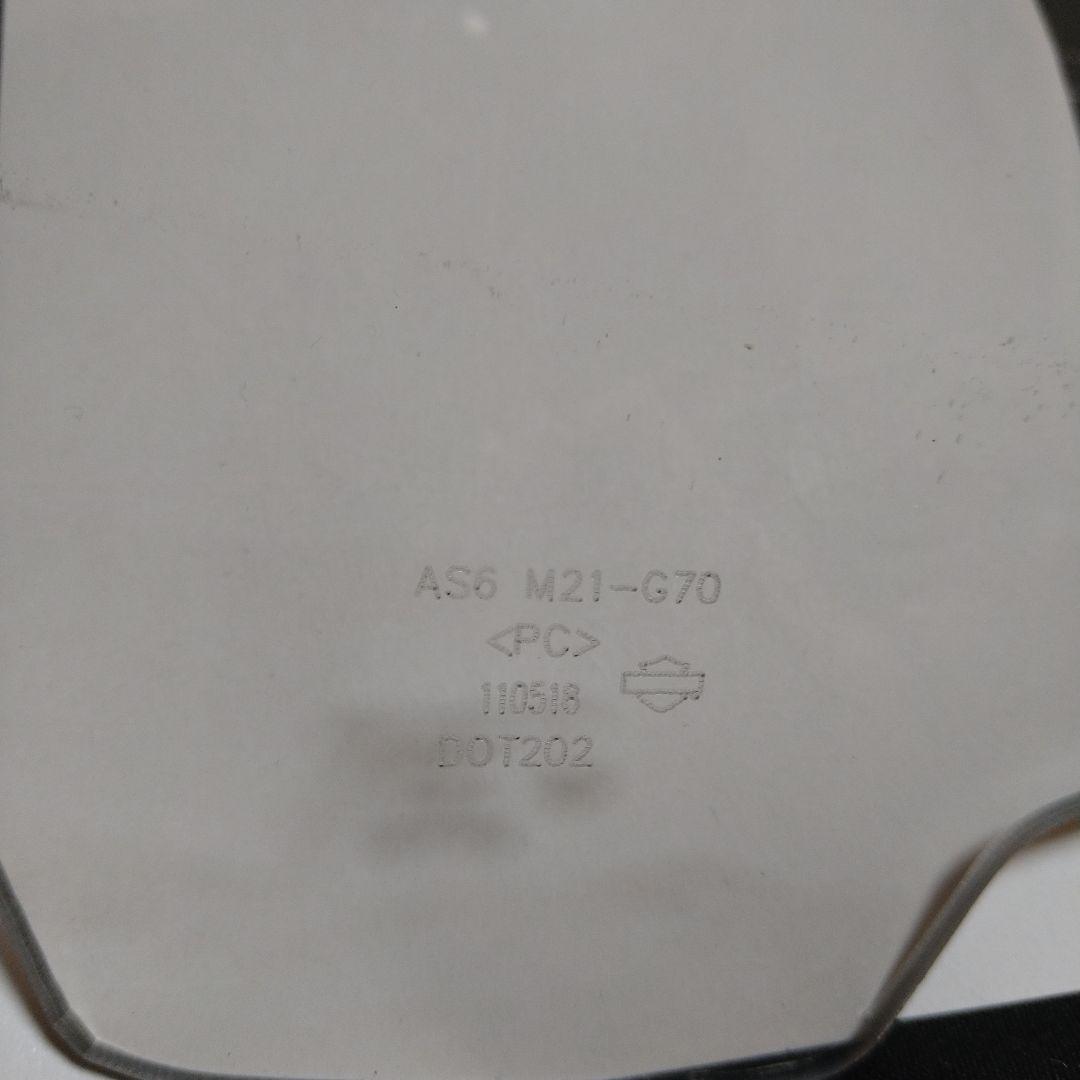 AS6 M21-G70
<PC>
110518
DOT202